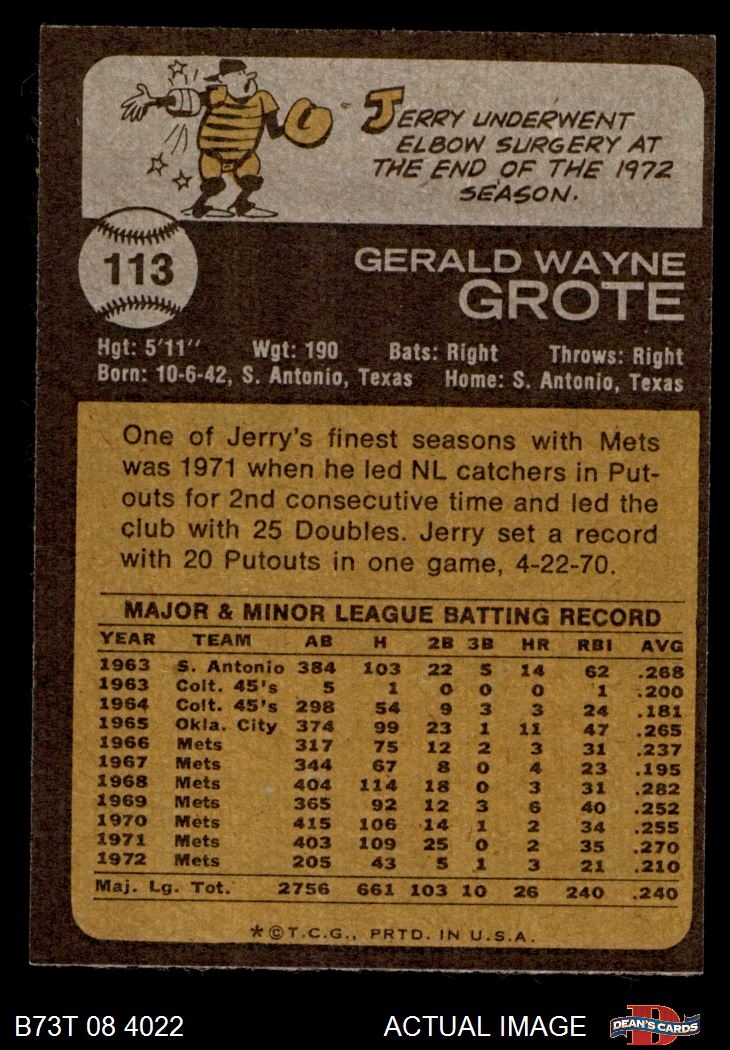 JERRY UNDERWENT
ELBOW SURGERY AT
THE END OF THE 1972
SEASON.
113
GERALD WAYNE
GROTE
Hgt: 5'11" Wgt: 190 Bats: Right Throws: Right
Born: 10-6-42, S. Antonio, Texas Home: S. Antonio, Texas
One of Jerry's finest seasons with Mets
was 1971 when he led NL catchers in Put-
outs for 2nd consecutive time and led the
club with 25 Doubles. Jerry set a record
with 20 Putouts in one game, 4-22-70.
MAJOR & MINOR LEAGUE BATTING RECORD
YEAR TEAM AB H 2B 3B HR RBI AVG
1963 S. Antonio 384 103 22 5 14 62 .268
1963 Colt. 45's 5 1 0 0 0 1 .200
1964 Colt. 45's 298 54 9 3 3 24 .181
1965 Okla. City 374 99 23 1 11 47 .265
1966 Mets 317 75 12 2 3 31 .237
1967 Mets 344 67 8 0 4 23 .195
1968 Mets 404 114 18 0 3 31 .282
1969 Mets 365 92 12 3 6 40 .252
1970 Mets 415 106 14 1 2 34 .255
1971 Mets 403 109 25 0 2 35 .270
1972 Mets 205 43 5 1 3 21 .210
Maj. Lg. Tot. 2756 661 103 10 26 240 .240
*©T.C.G., PRTD. IN U.S.A.
B73T 08 4022 ACTUAL IMAGE DEAN'S CARDS